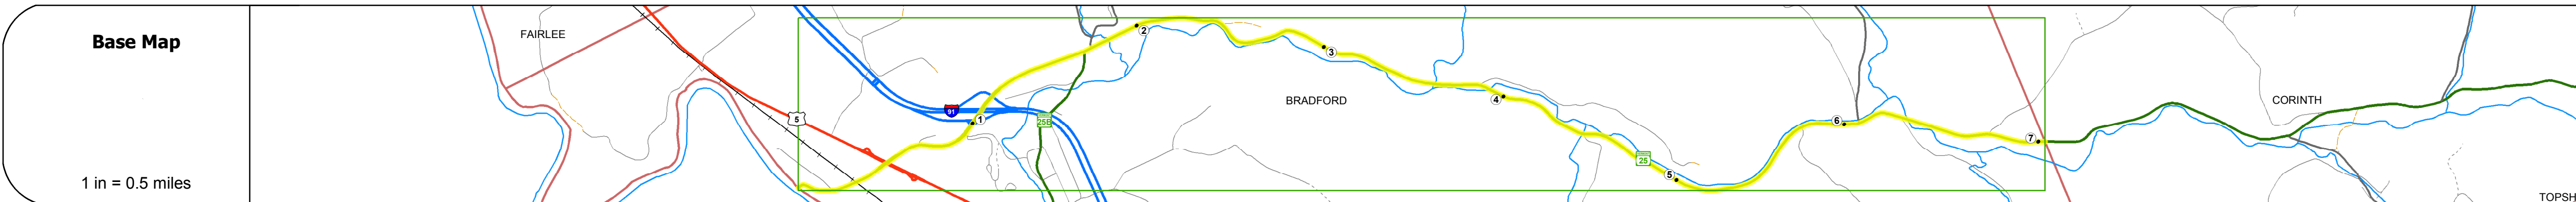 Base Map
1 in = 0.5 miles
FAIRLEE
5
91
1
25B
2
3
BRADFORD
4
25
5
6
7
CORINTH
TOPSH